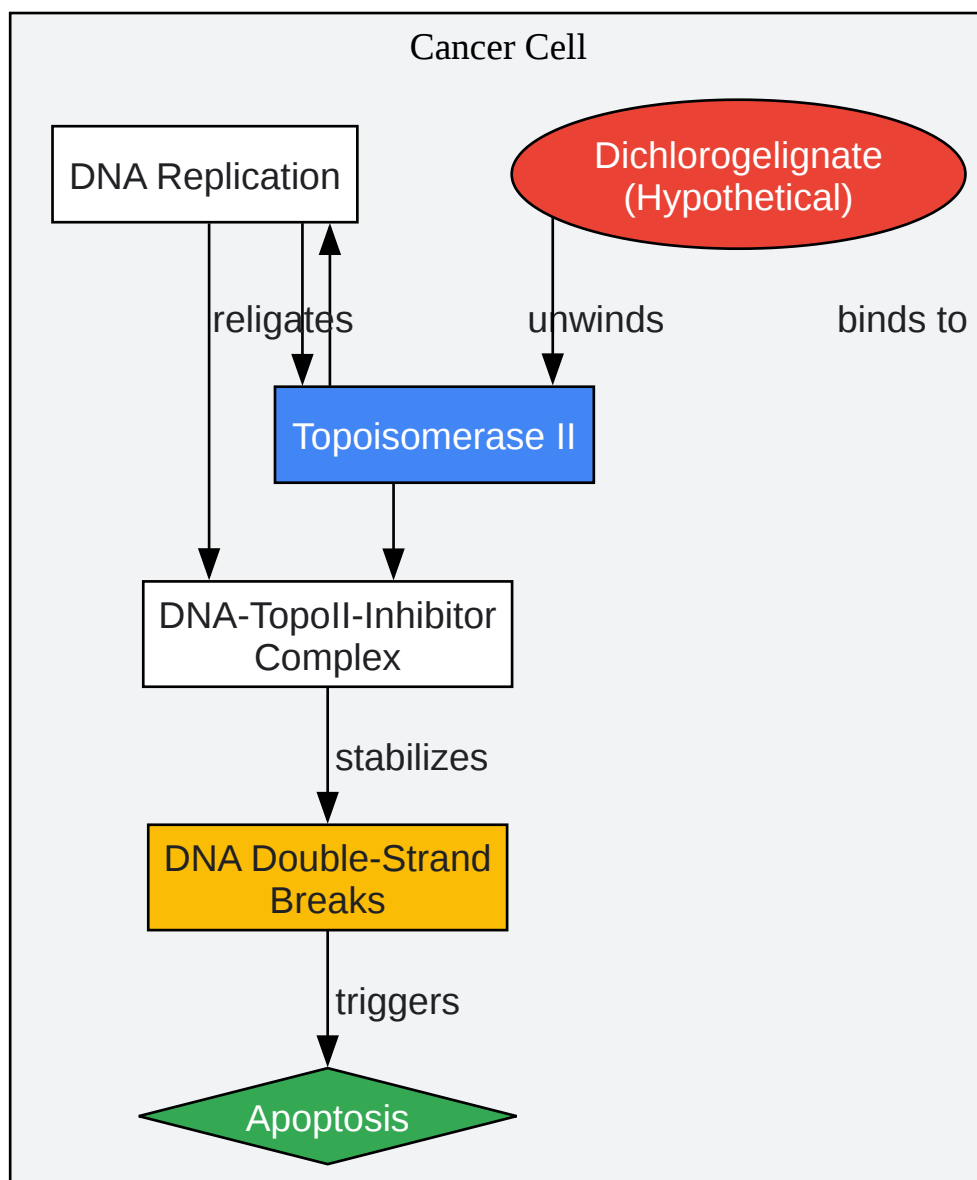 Cancer Cell
DNA Replication
Dichlorogelignate
(Hypothetical)
religates
unwinds
binds to
Topoisomerase II
DNA-TopoII-Inhibitor
Complex
stabilizes
DNA Double-Strand
Breaks
triggers
Apoptosis